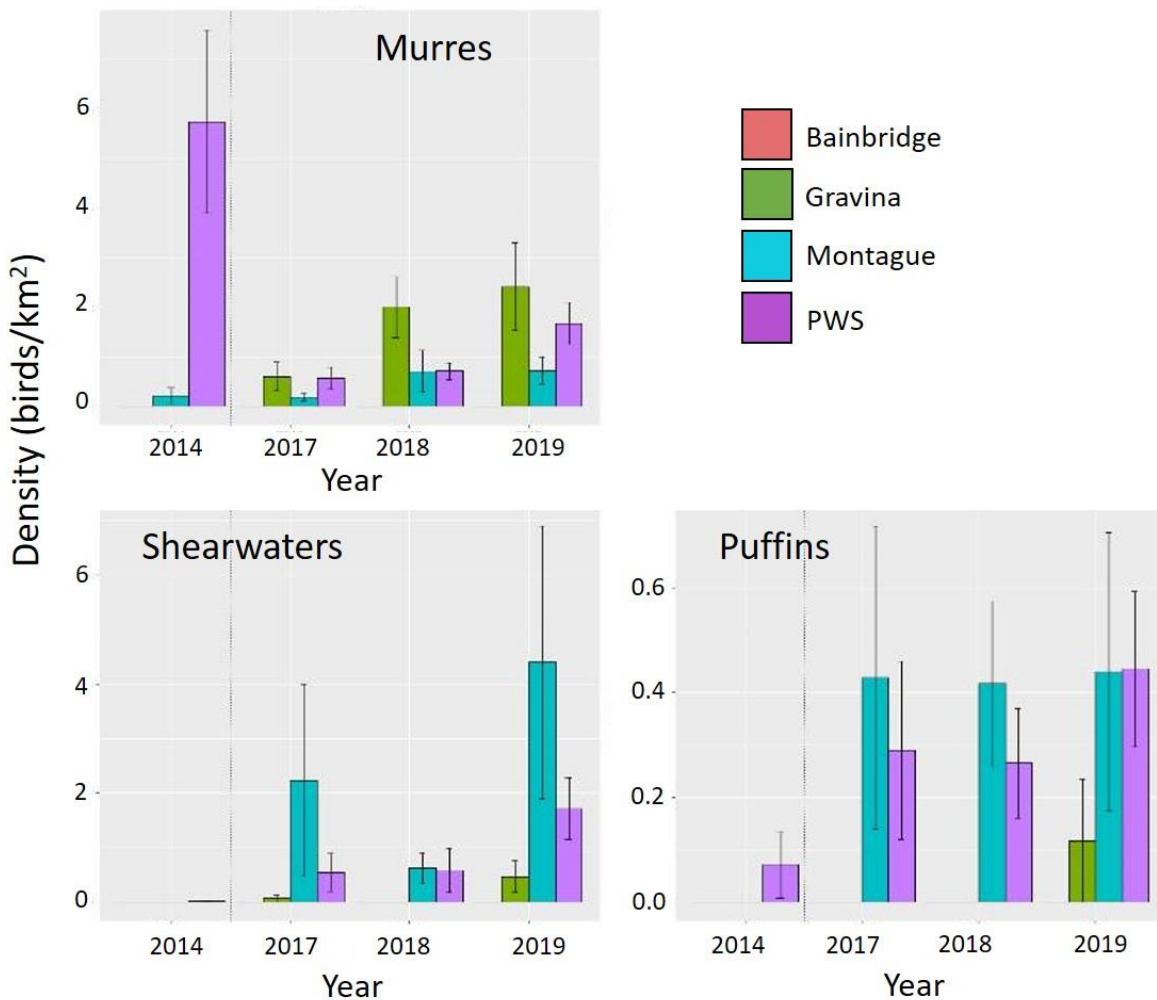 Murres
6
4
2
0
2014 2017 2018 2019
Year
Bainbridge
Gravina
Montague
PWS
Density (birds/km²)
Shearwaters
6
4
2
0
2014 2017 2018 2019
Year
Puffins
0.6
0.4
0.2
0.0
2014 2017 2018 2019
Year